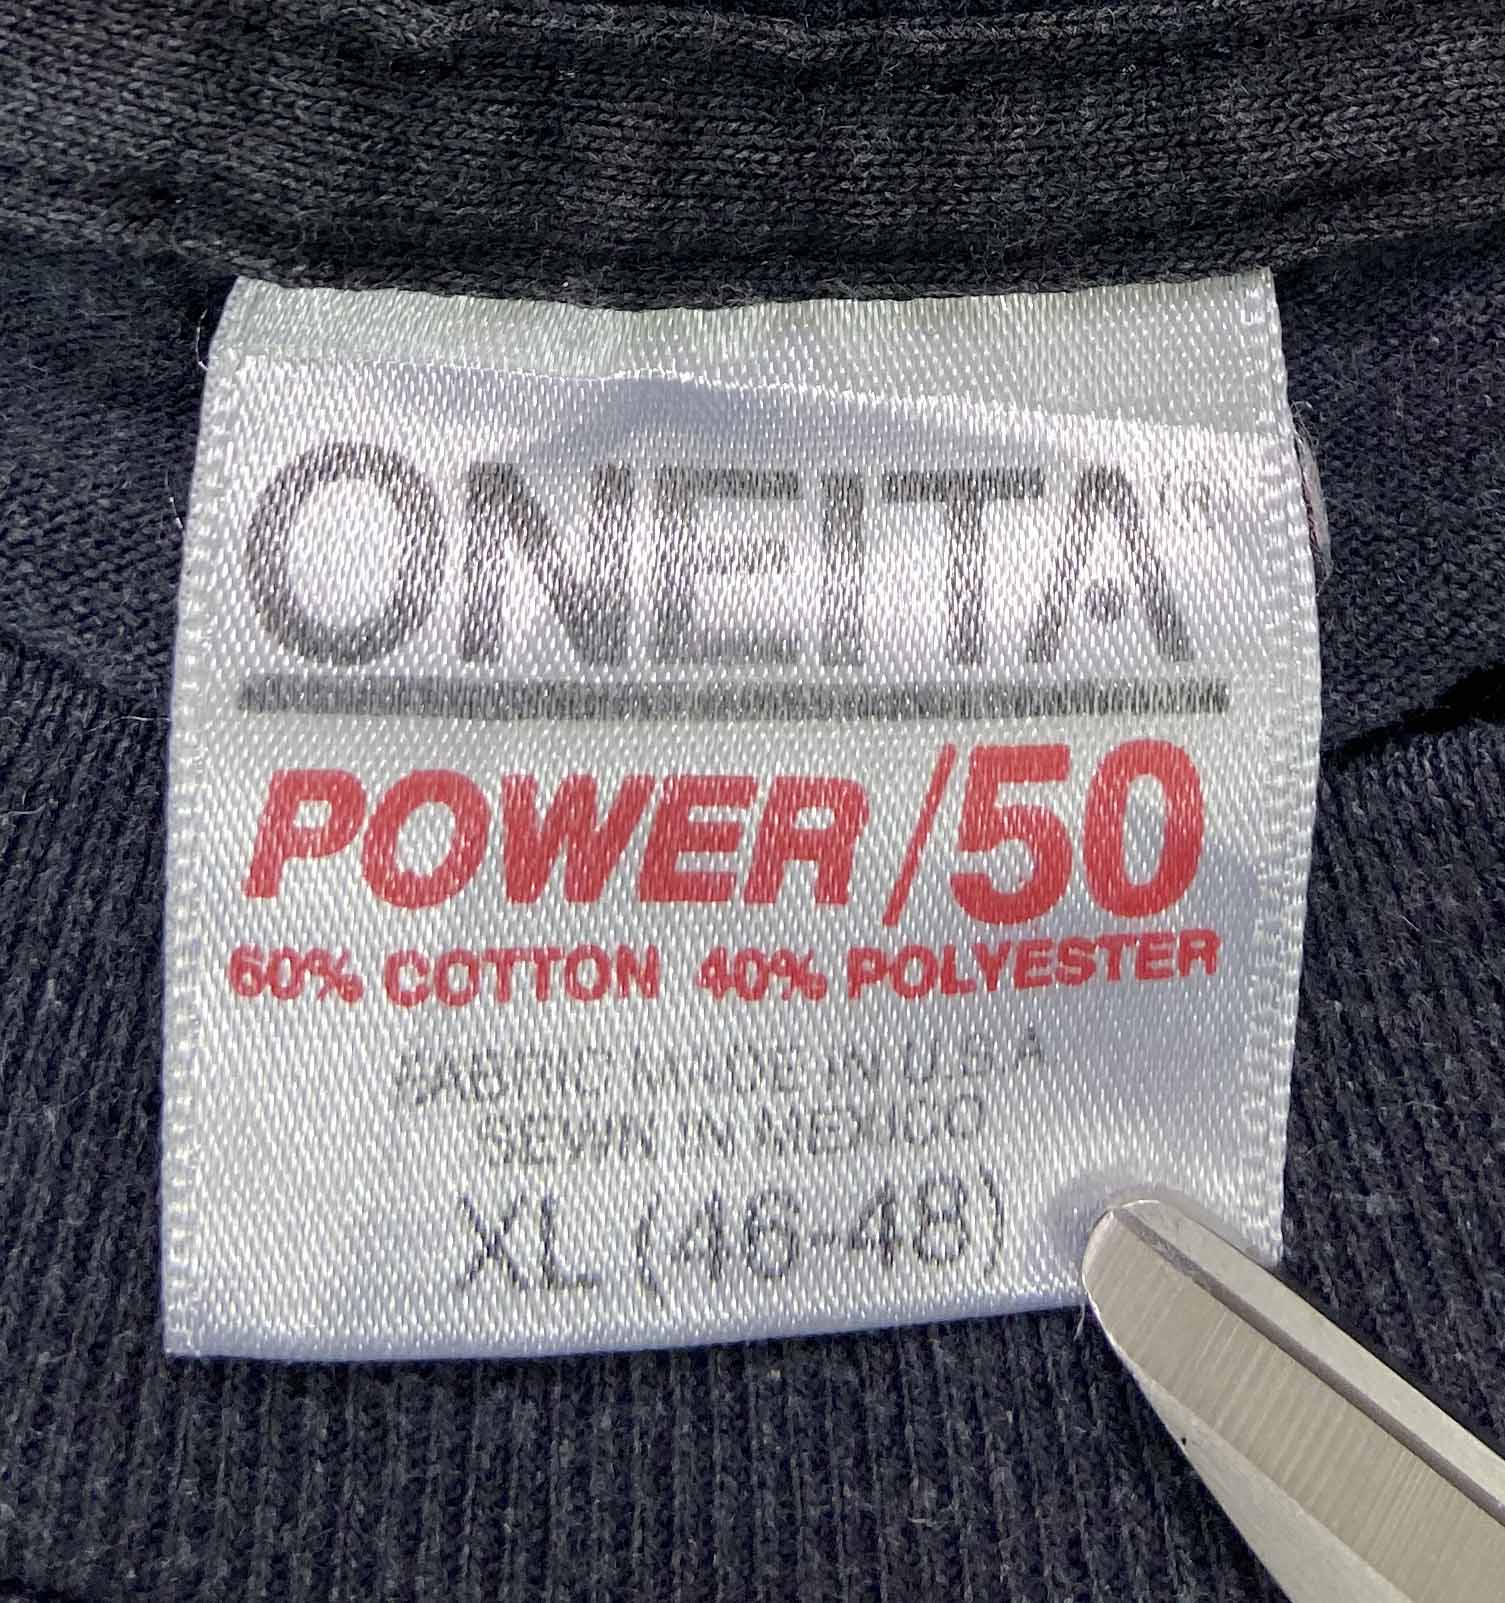 ONEITA®
POWER/50
60% COTTON 40% POLYESTER
FABRIC MADE IN U.S.A
SEWN IN MEXICO
XL (46-48)